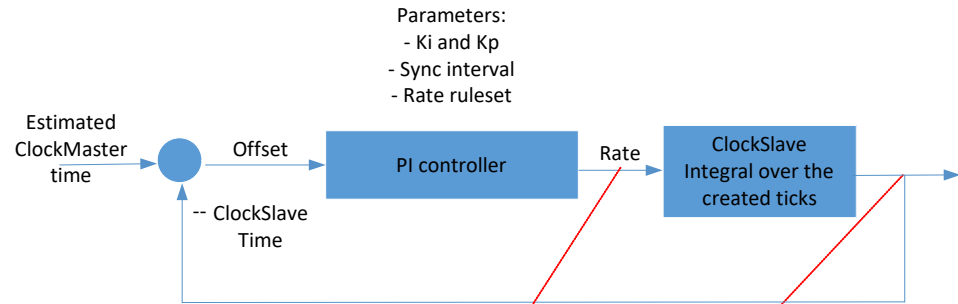 Parameters:
- Ki and Kp
- Sync interval
- Rate ruleset
Estimated
ClockMaster
time
Offset
PI controller
Rate
ClockSlave
Integral over the
created ticks
-- ClockSlave
Time